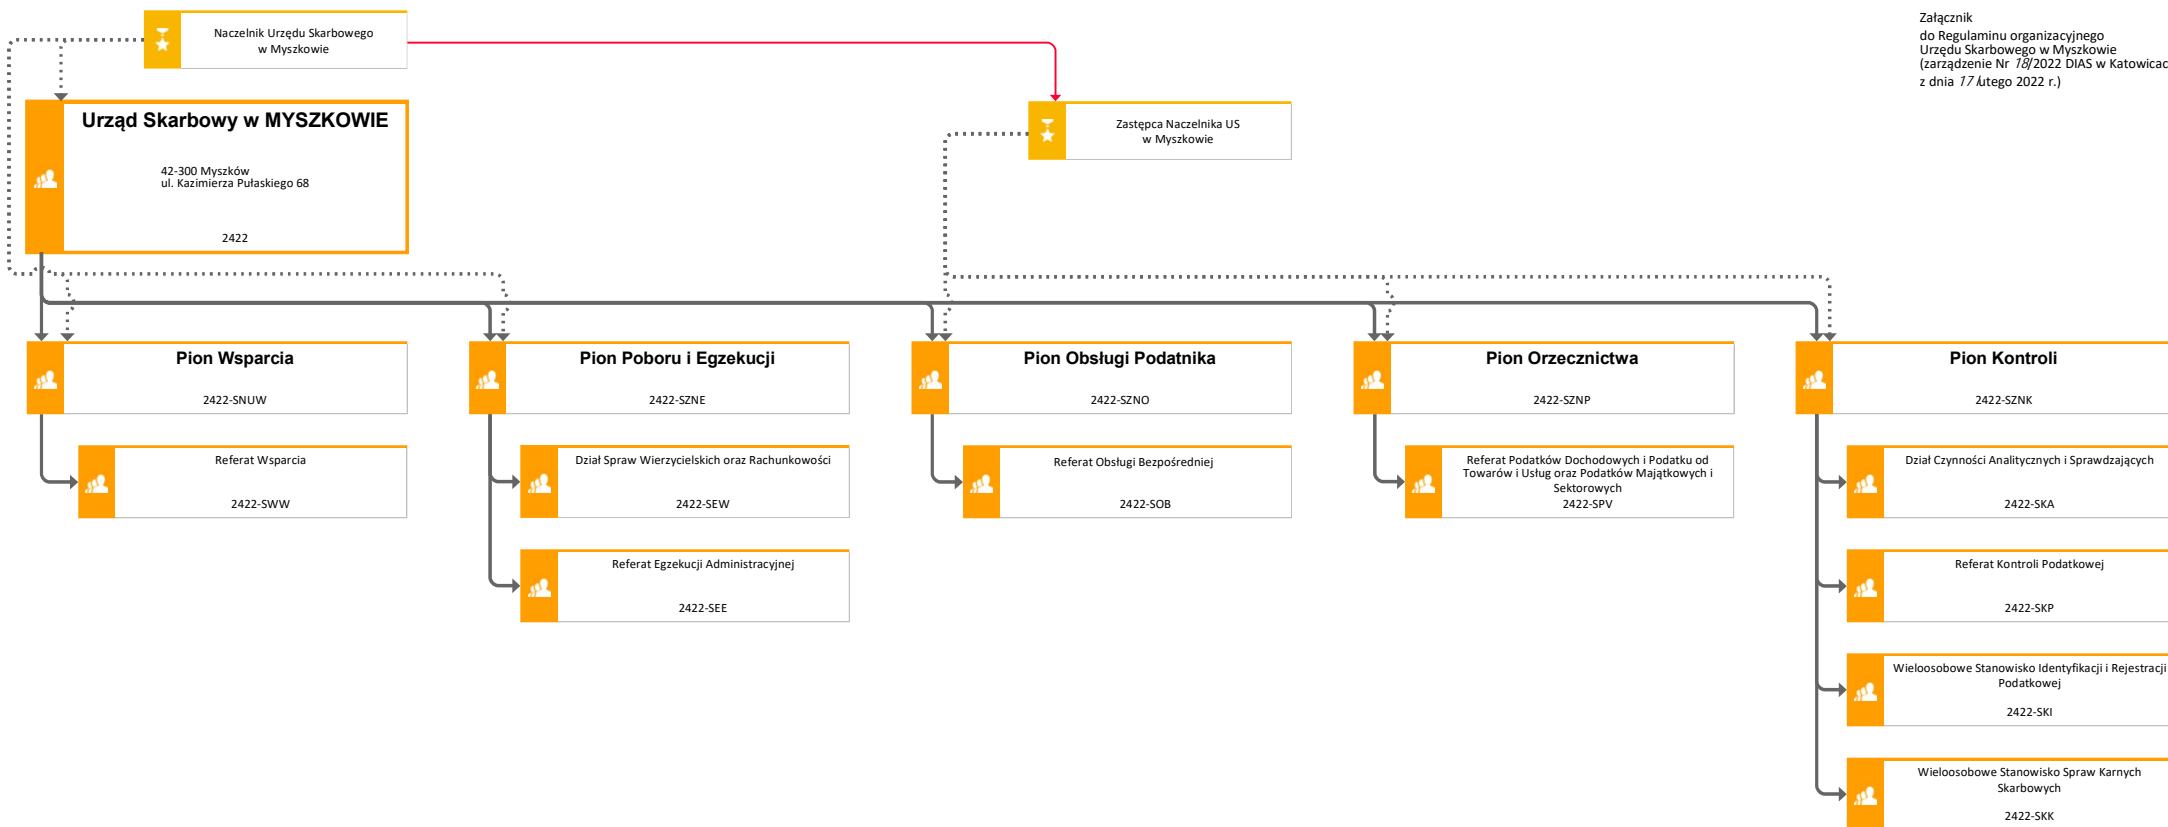 Naczelnik Urzędu Skarbowego
w Myszkowie
Załącznik
do Regulaminu organizacyjnego
Urzędu Skarbowego w Myszkowie
(zarządzenie Nr 18/2022 DIAS w Katowicac
z dnia 17 lutego 2022 r.)
Urząd Skarbowy w MYSZKOWIE
42-300 Myszków
ul. Kazimierza Pułaskiego 68
2422
Zastępca Naczelnika US
w Myszkowie
Pion Wsparcia
2422-SNUW
Referat Wsparcia
2422-SWW
Pion Poboru i Egzekucji
2422-SZNE
Dział Spraw Wierzycielskich oraz Rachunkowości
2422-SEW
Referat Egzekucji Administracyjnej
2422-SEE
Pion Obsługi Podatnika
2422-SZNO
Referat Obsługi Bezpośredniej
2422-SOB
Pion Orzecznictwa
2422-SZNP
Referat Podatków Dochodowych i Podatku od
Towarów i Usług oraz Podatków Majątkowych i
Sektorowych
2422-SPV
Pion Kontroli
2422-SZNK
Dział Czynności Analitycznych i Sprawdzających
2422-SKA
Referat Kontroli Podatkowej
2422-SKP
Wieloosobowe Stanowisko Identyfikacji i Rejestracji
Podatkowej
2422-SKI
Wieloosobowe Stanowisko Spraw Karnych
Skarbowych
2422-SKK